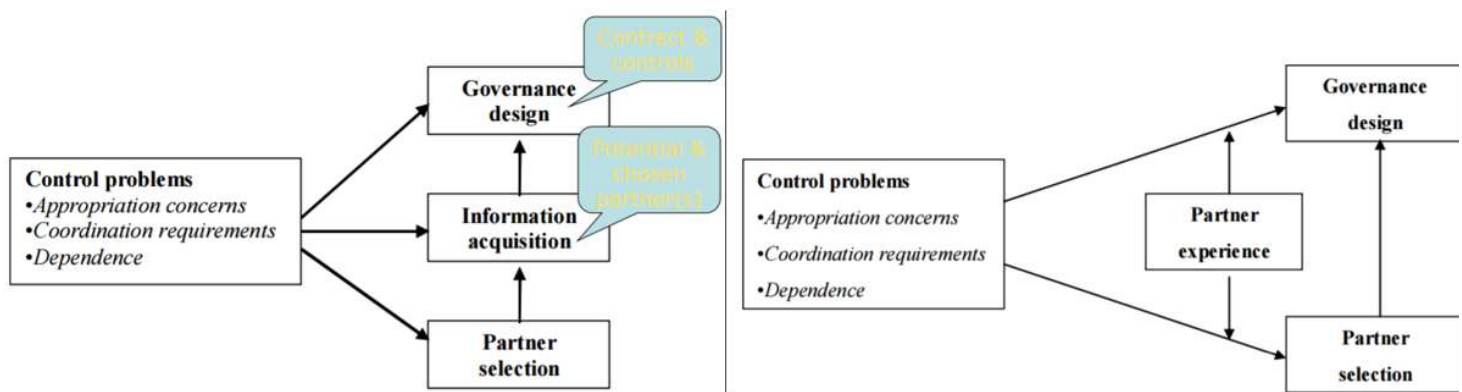 Contract &
controls
Governance
design
Potential &
chosen
partner(s)
Control problems
•Appropriation concerns
•Coordination requirements
•Dependence
Information
acquisition
Partner
selection
Governance
design
Control problems
•Appropriation concerns
•Coordination requirements
•Dependence
Partner
experience
Partner
selection